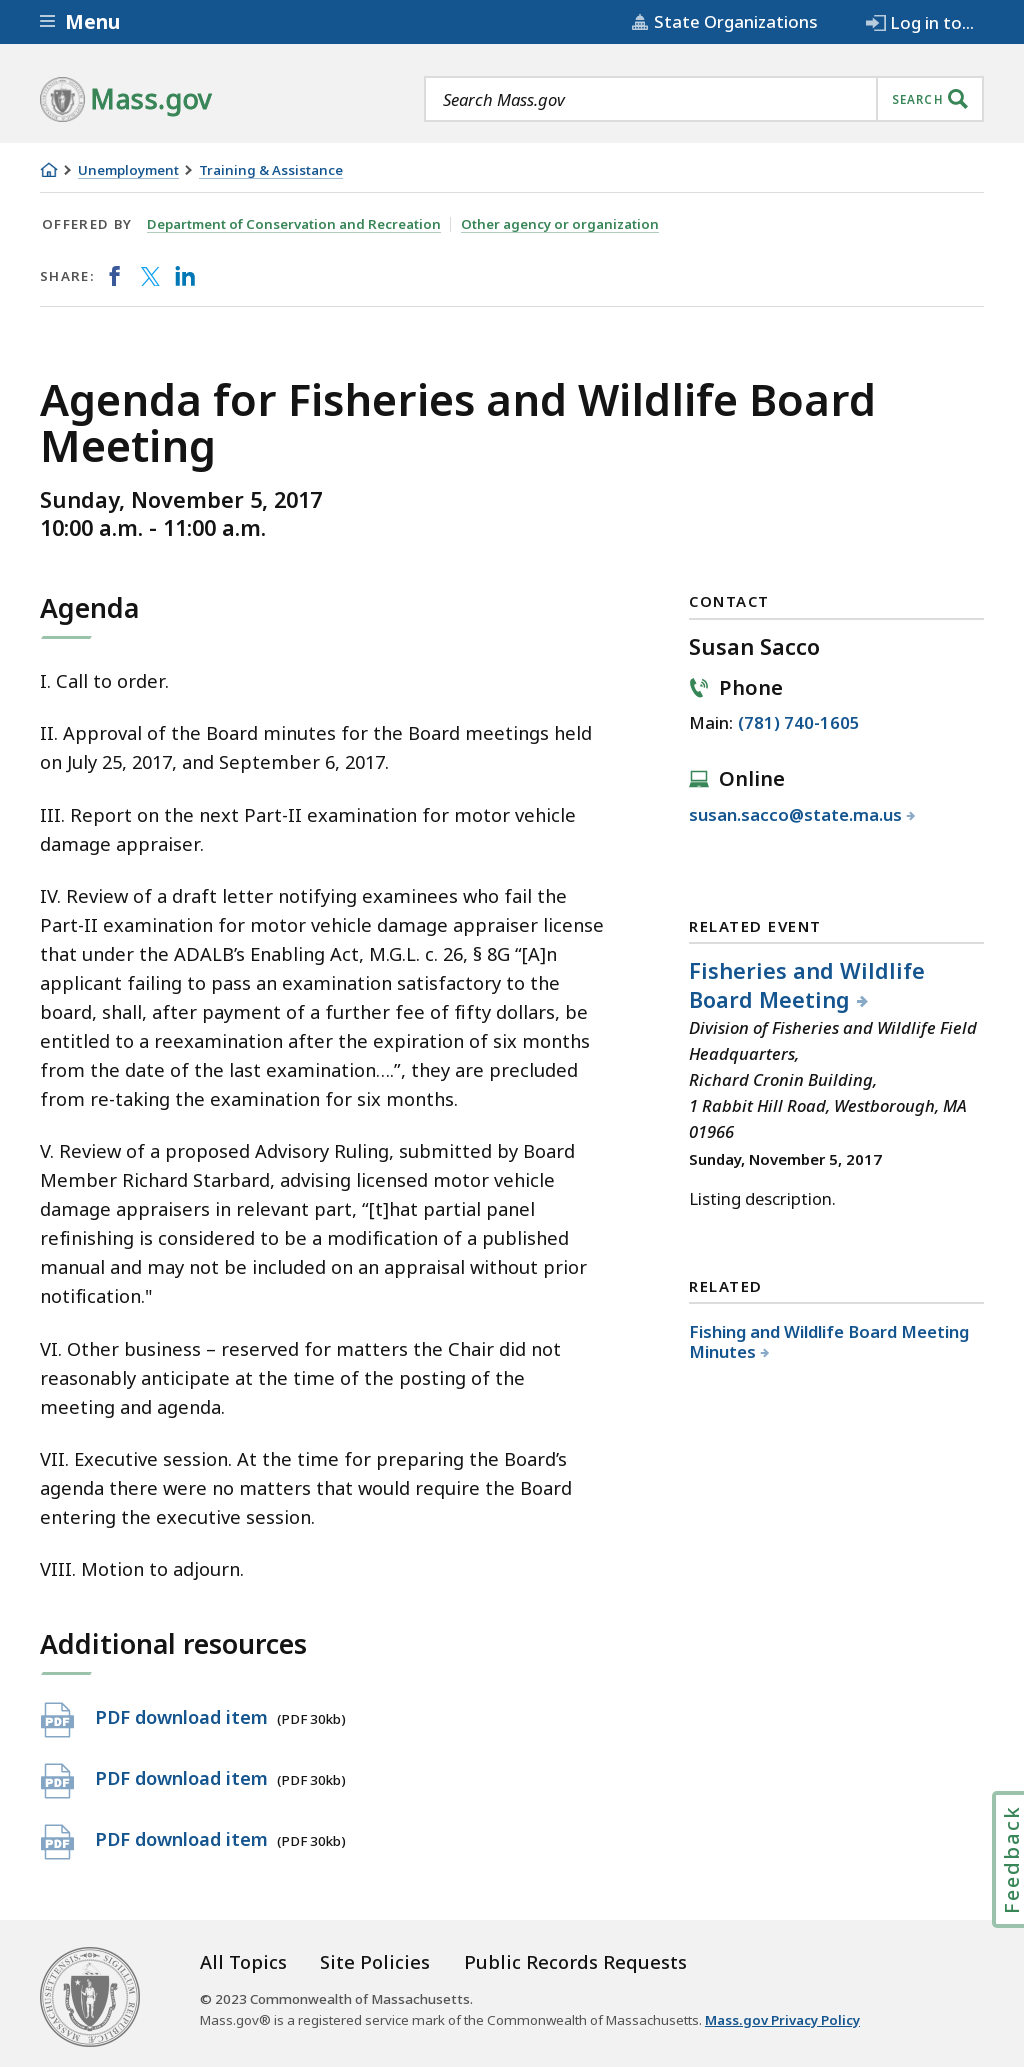 Menu
State Organizations
Log in to...
Mass.gov
Search Mass.gov
SEARCH
Unemployment
Training & Assistance
OFFERED BY
Department of Conservation and Recreation
Other agency or organization
SHARE:
Agenda for Fisheries and Wildlife Board
Meeting
Sunday, November 5, 2017
10:00 a.m. - 11:00 a.m.
Agenda
I. Call to order.
II. Approval of the Board minutes for the Board meetings held
on July 25, 2017, and September 6, 2017.
III. Report on the next Part-II examination for motor vehicle
damage appraiser.
IV. Review of a draft letter notifying examinees who fail the
Part-II examination for motor vehicle damage appraiser license
that under the ADALB’s Enabling Act, M.G.L. c. 26, § 8G “[A]n
applicant failing to pass an examination satisfactory to the
board, shall, after payment of a further fee of fifty dollars, be
entitled to a reexamination after the expiration of six months
from the date of the last examination….”, they are precluded
from re-taking the examination for six months.
V. Review of a proposed Advisory Ruling, submitted by Board
Member Richard Starbard, advising licensed motor vehicle
damage appraisers in relevant part, “[t]hat partial panel
refinishing is considered to be a modification of a published
manual and may not be included on an appraisal without prior
notification."
VI. Other business – reserved for matters the Chair did not
reasonably anticipate at the time of the posting of the
meeting and agenda.
VII. Executive session. At the time for preparing the Board’s
agenda there were no matters that would require the Board
entering the executive session.
VIII. Motion to adjourn.
Additional resources
PDF
PDF download item (PDF 30kb)
PDF
PDF download item (PDF 30kb)
PDF
PDF download item (PDF 30kb)
CONTACT
Susan Sacco
Phone
Main: (781) 740-1605
Online
susan.sacco@state.ma.us
RELATED EVENT
Fisheries and Wildlife
Board Meeting
Division of Fisheries and Wildlife Field
Headquarters,
Richard Cronin Building,
1 Rabbit Hill Road, Westborough, MA
01966
Sunday, November 5, 2017
Listing description.
RELATED
Fishing and Wildlife Board Meeting
Minutes
Feedback
All Topics
Site Policies
Public Records Requests
© 2023 Commonwealth of Massachusetts.
Mass.gov® is a registered service mark of the Commonwealth of Massachusetts. Mass.gov Privacy Policy